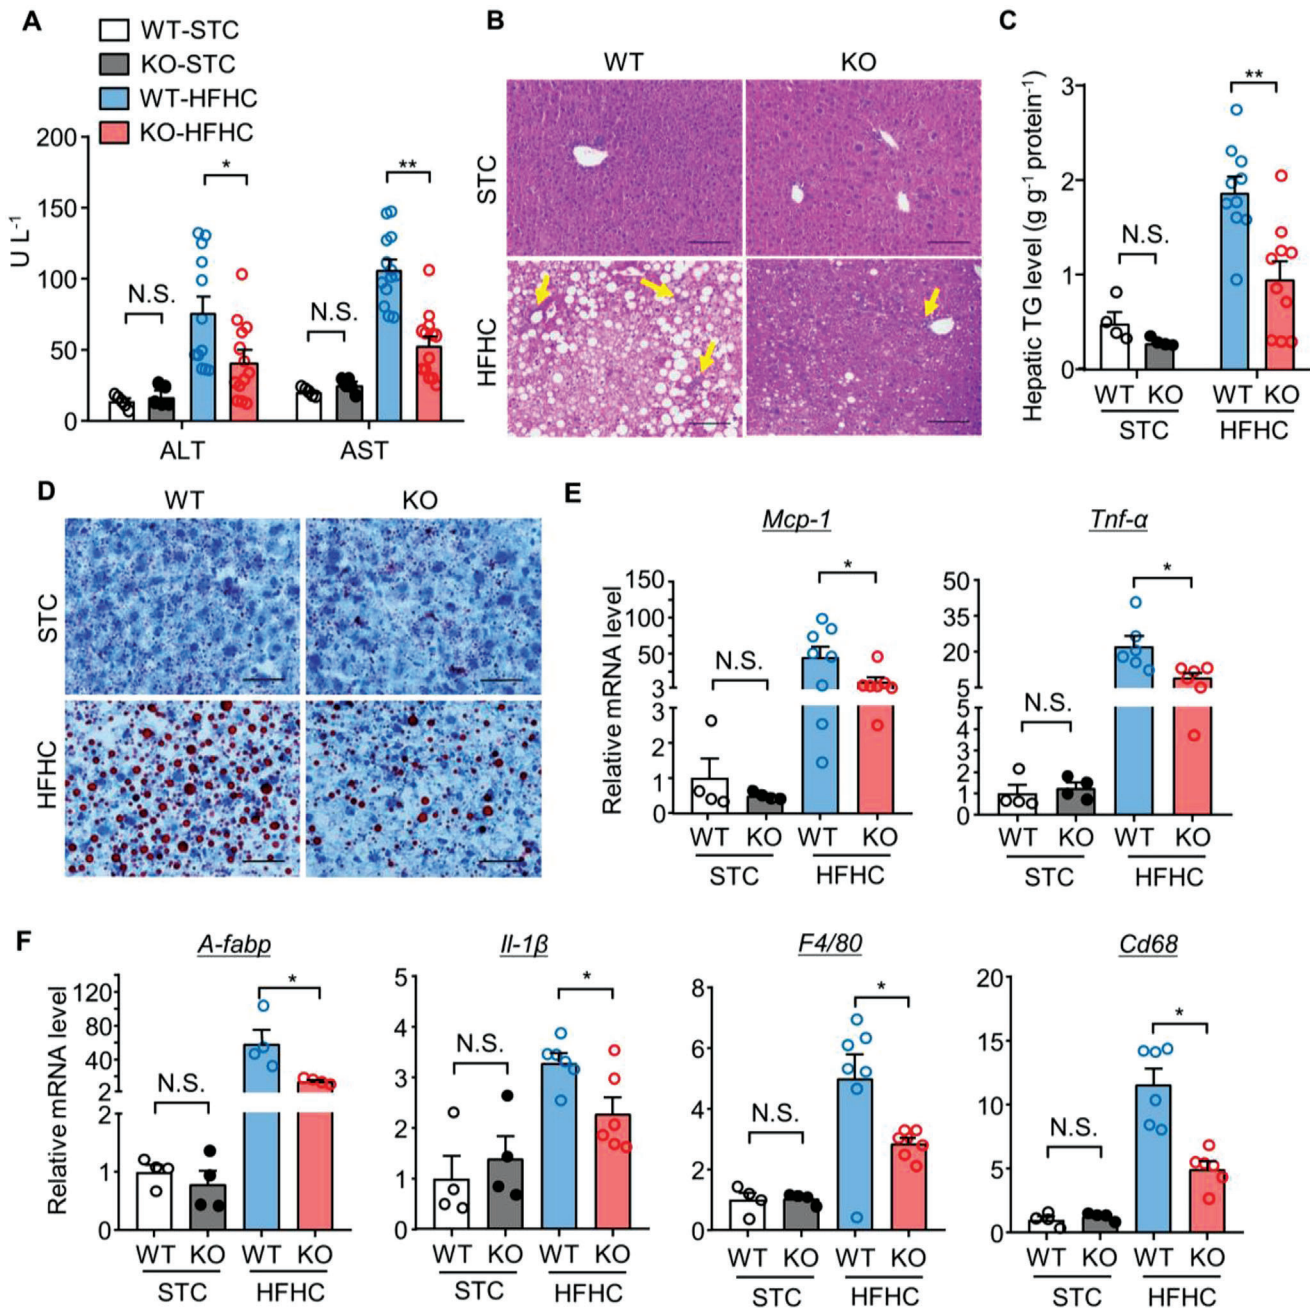 A
WT-STC
KO-STC
WT-HFHC
KO-HFHC
U L⁻¹
200
150
100
50
0
N.S.
*
N.S.
**
ALT
AST
B
WT
KO
STC
HFHC
C
Hepatic TG level (g g⁻¹ protein⁻¹)
3
2
1
0
N.S.
**
WT KO WT KO
STC HFHC
D
WT
KO
STC
HFHC
E
Mcp-1
Relative mRNA level
150
100
50
3
3
2
1
0
N.S.
*
WT KO WT KO
STC HFHC
Tnf-α
50
35
20
5
5
4
3
2
1
0
N.S.
*
WT KO WT KO
STC HFHC
F
A-fabp
Relative mRNA level
120
80
40
2
2
1
0
N.S.
*
WT KO WT KO
STC HFHC
Il-1β
5
4
3
2
1
0
N.S.
*
WT KO WT KO
STC HFHC
F4/80
8
6
4
2
0
N.S.
*
WT KO WT KO
STC HFHC
Cd68
20
15
10
5
0
N.S.
*
WT KO WT KO
STC HFHC